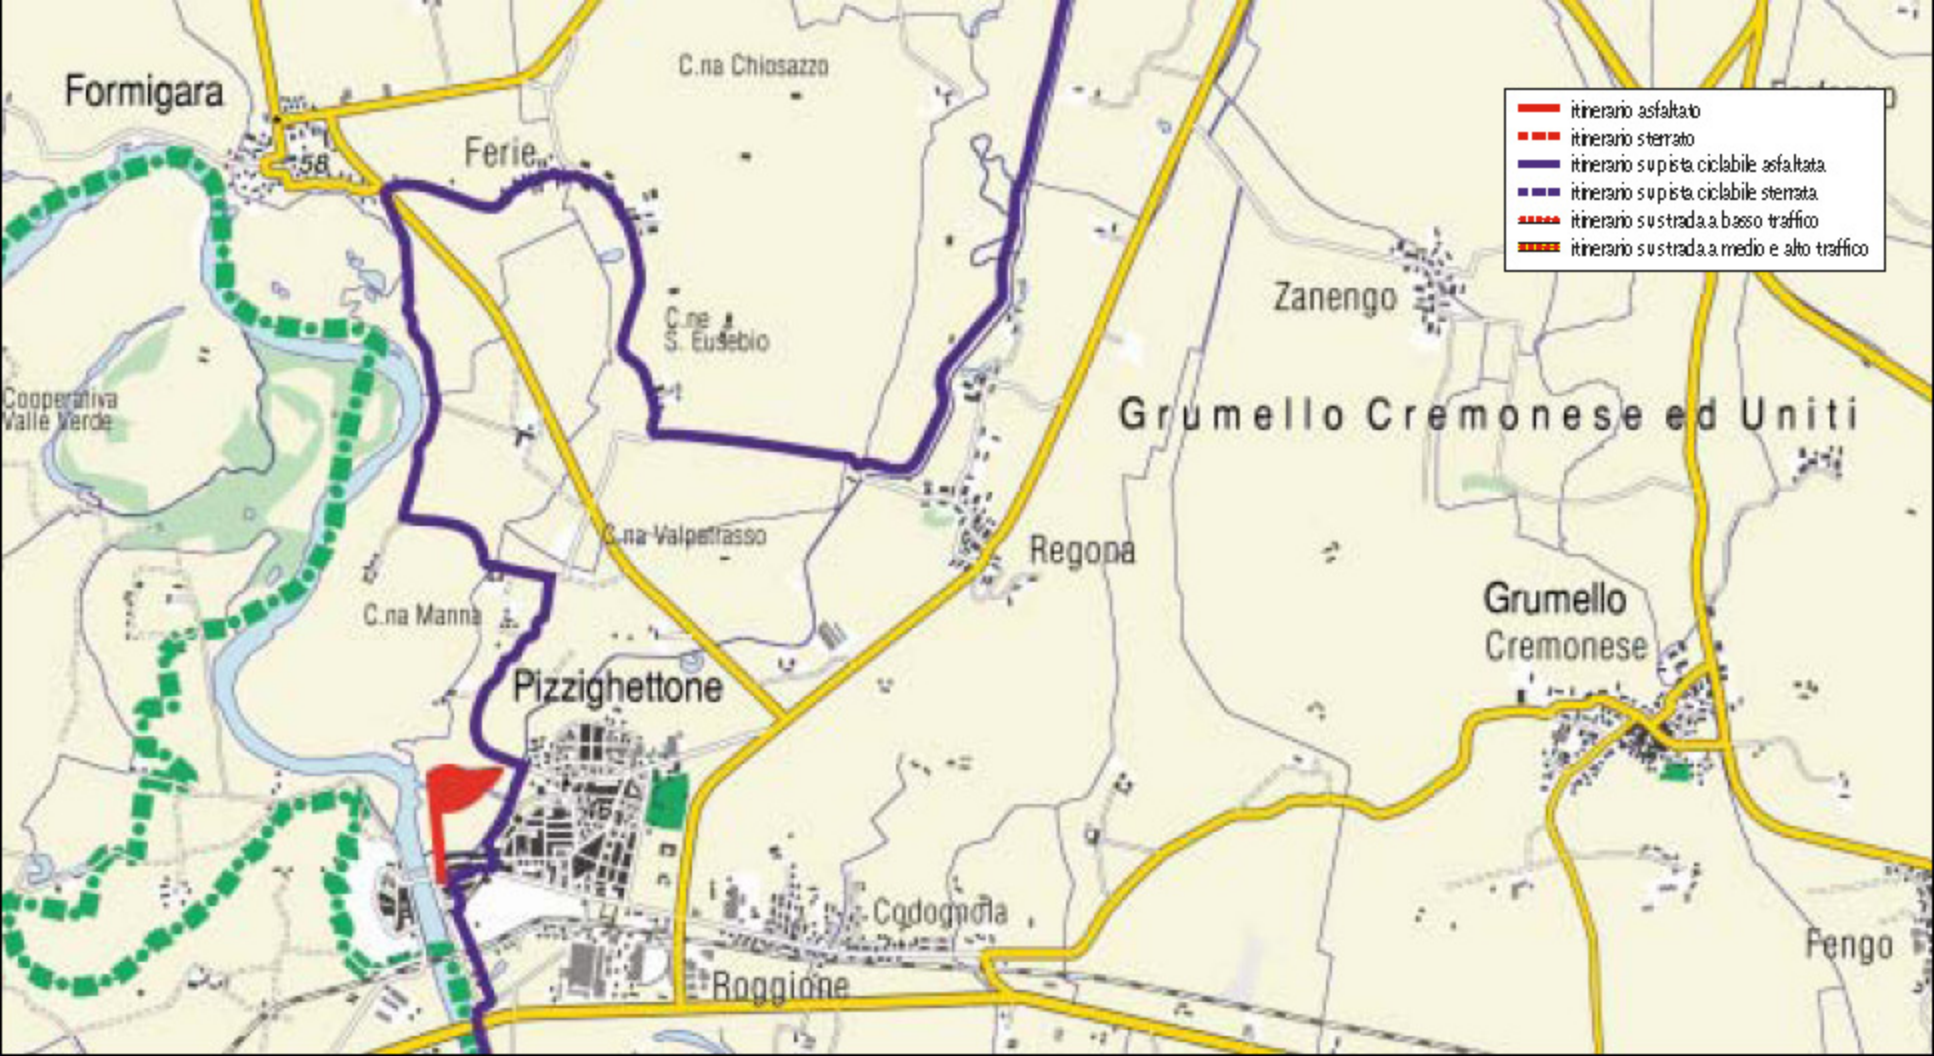 Formigara
58
Ferie
C.na Chiosazzo
itinerario asfaltato
itinerario sterrato
itinerario su pista ciclabile asfaltata
itinerario su pista ciclabile sterrata
itinerario su strada a basso traffico
itinerario su strada a medio e alto traffico
Zanengo
C.ne
S. Eusebio
Cooperativa
Valle Verde
Grumello Cremonese ed Uniti
C.na Valpetrasso
Regona
C.na Manna
Grumello
Cremonese
Pizzighettone
Codognola
Roggione
Fengo